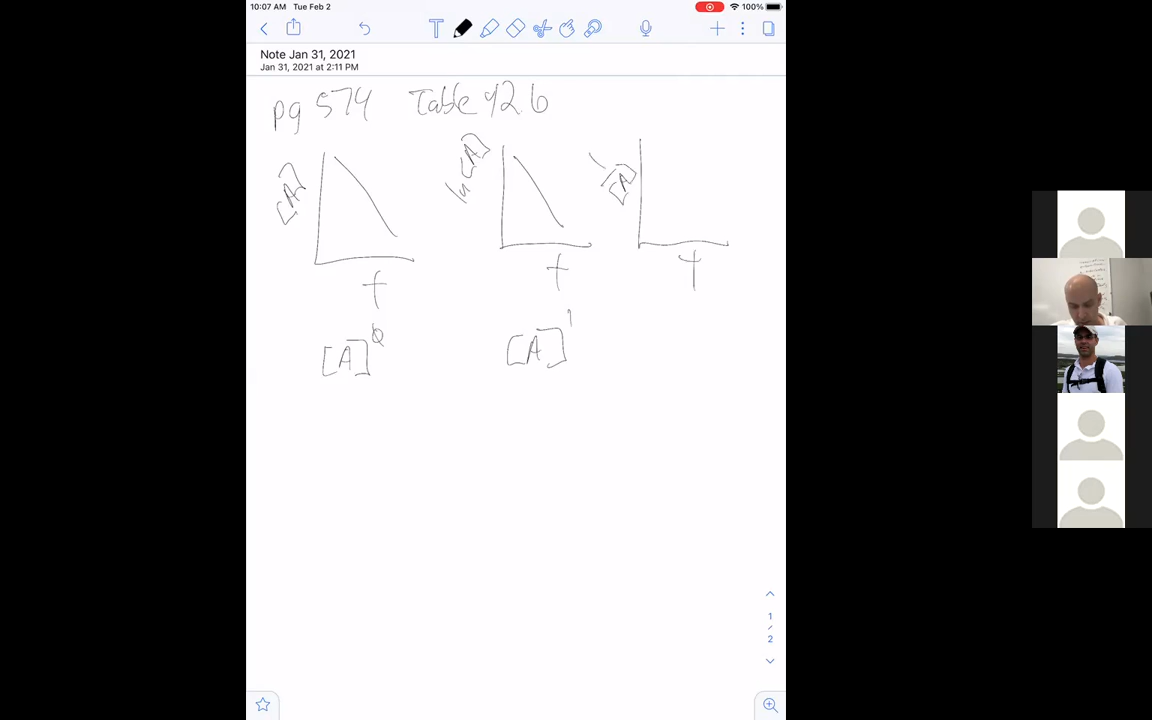 10:07 AM Tue Feb 2
100%
Note Jan 31, 2021
Jan 31, 2021 at 2:11 PM
pg 574 Table 12.6
[A]
t
ln [A]
t
1/[A]
t
[A]0
[A]1
1
/
2